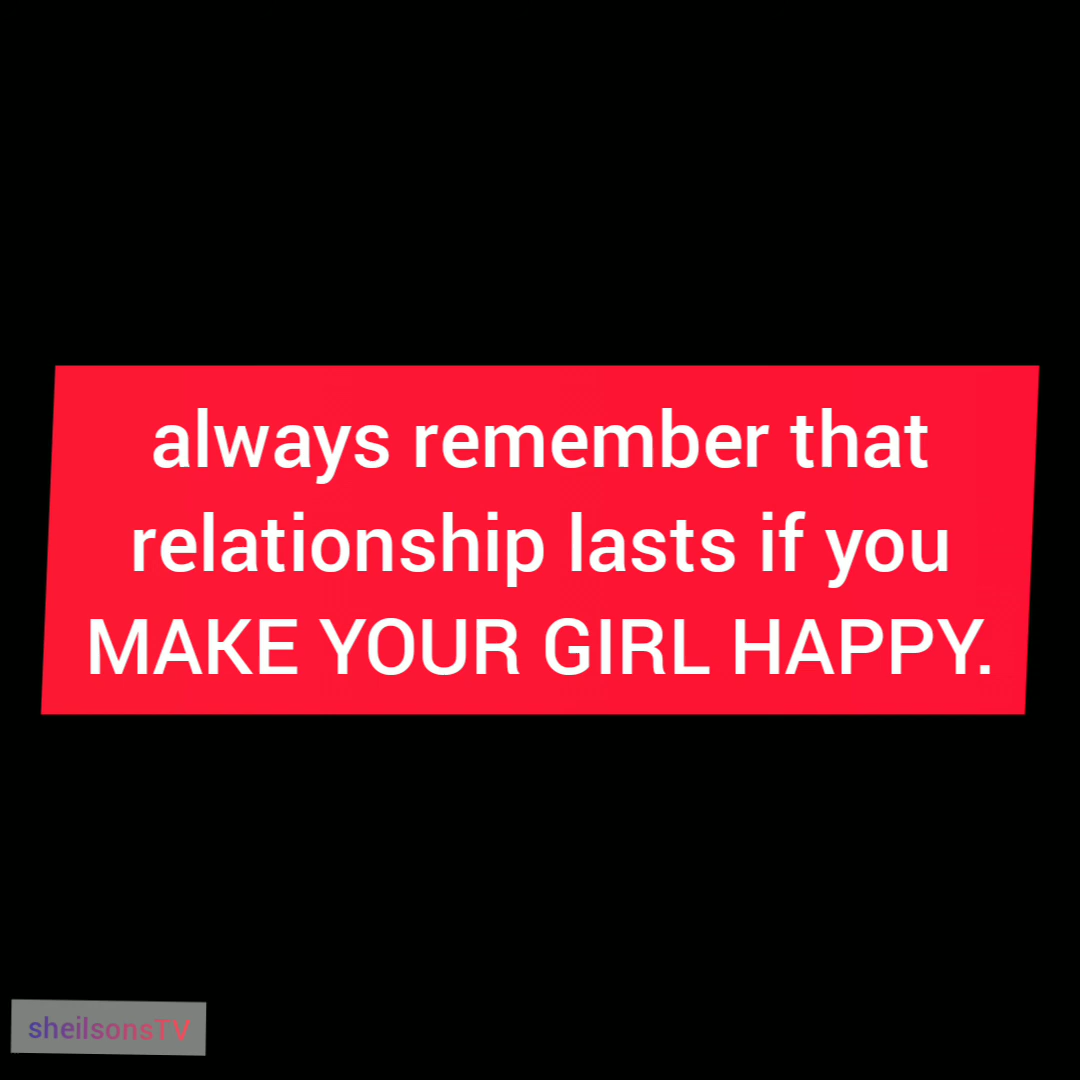 always remember that
relationship lasts if you
MAKE YOUR GIRL HAPPY.
sheilsonsTV